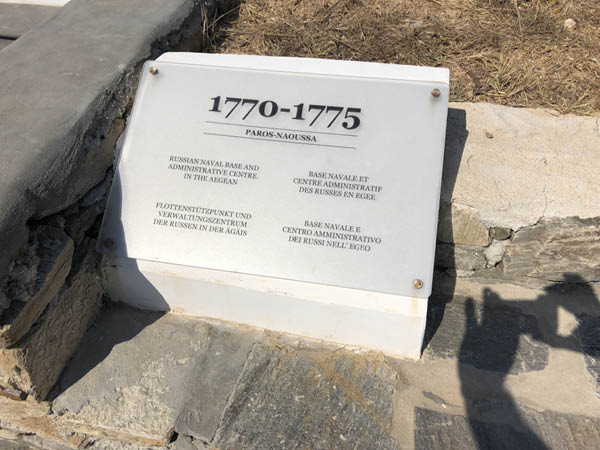 1770-1775
PAROS-NAOUSSA
RUSSIAN NAVAL BASE AND
ADMINISTRATIVE CENTRE
IN THE AEGEAN
BASE NAVALE ET
CENTRE ADMINISTRATIF
DES RUSSES EN EGEE
FLOTTENSTÜTZPUNKT UND
VERWALTUNGSZENTRUM
DER RUSSEN IN DER ÄGÄIS
BASE NAVALE E
CENTRO AMMINISTRATIVO
DEI RUSSI NELL' EGEO